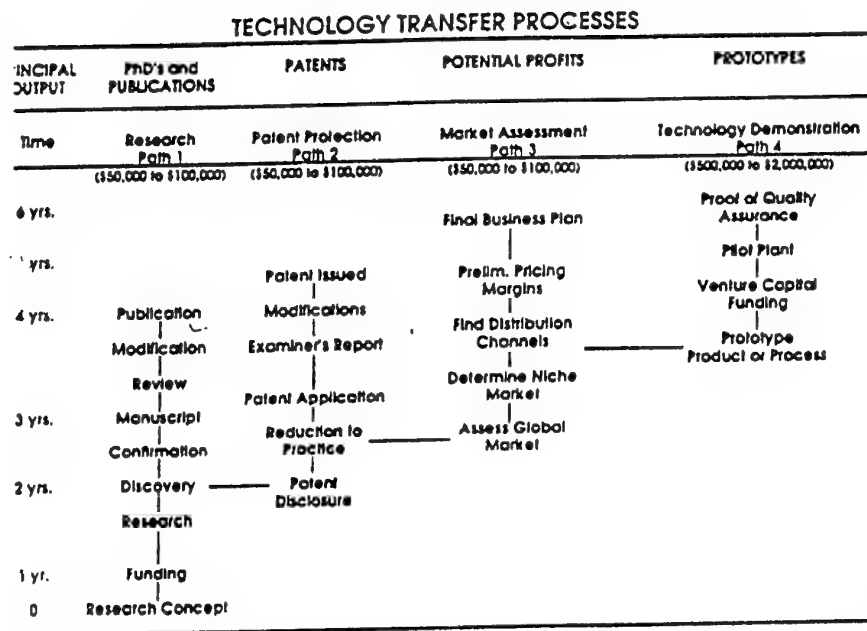 TECHNOLOGY TRANSFER PROCESSES
INCIPAL OUTPUT
PhD's and PUBLICATIONS
PATENTS
POTENTIAL PROFITS
PROTOTYPES
Time
Research
Path 1
($50,000 to $100,000)
Patent Protection
Path 2
($50,000 to $100,000)
Market Assessment
Path 3
($50,000 to $100,000)
Technology Demonstration
Path 4
($500,000 to $2,000,000)
6 yrs.
yrs.
4 yrs.
3 yrs.
2 yrs.
1 yr.
0
Publication
Modification
Review
Manuscript
Confirmation
Discovery
Research
Funding
Research Concept
Patent Issued
Modifications
Examiner's Report
Patent Application
Reduction to
Practice
Patent
Disclosure
Final Business Plan
Prelim. Pricing
Margins
Find Distribution
Channels
Determine Niche
Market
Assess Global
Market
Proof of Quality
Assurance
Pilot Plant
Venture Capital
Funding
Prototype
Product or Process